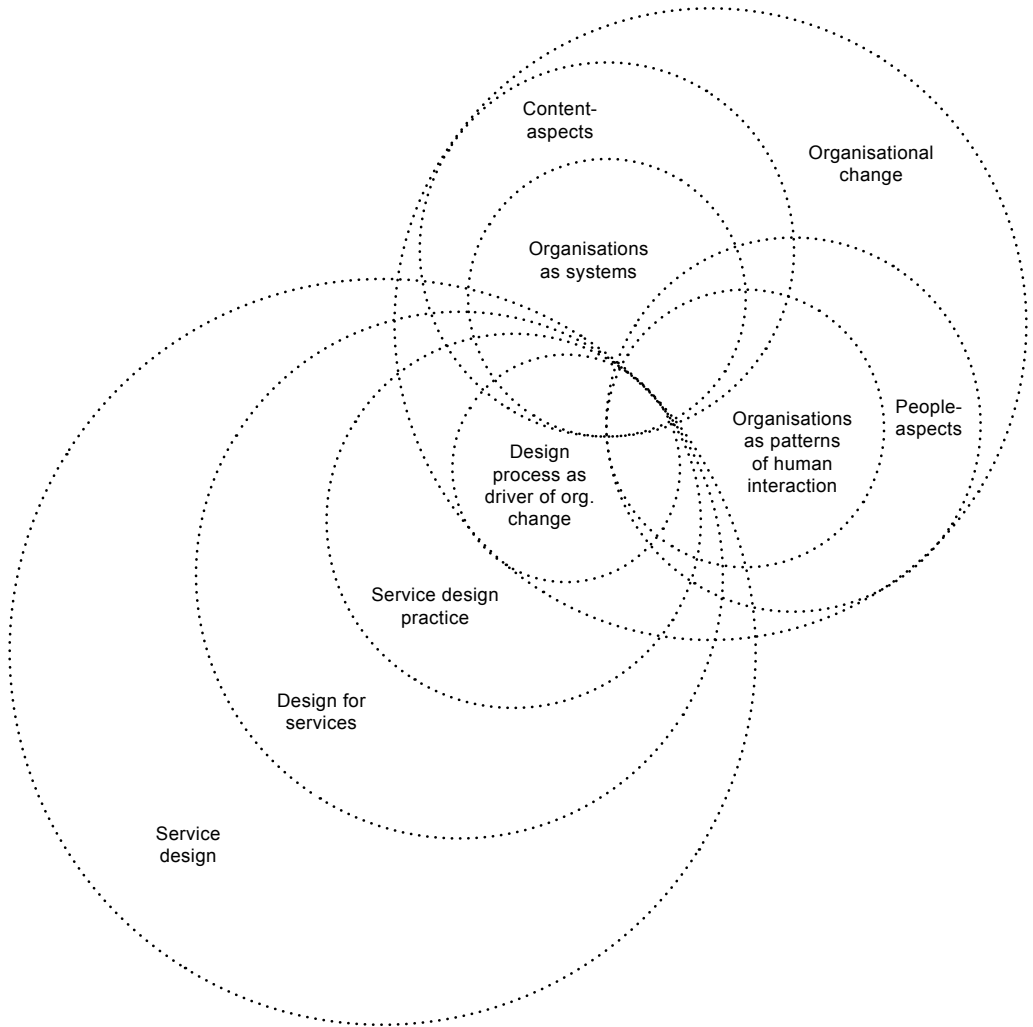 Content-
aspects
Organisational
change
Organisations
as systems
People-
aspects
Organisations
as patterns
of human
interaction
Design
process as
driver of org.
change
Service design
practice
Design for
services
Service
design